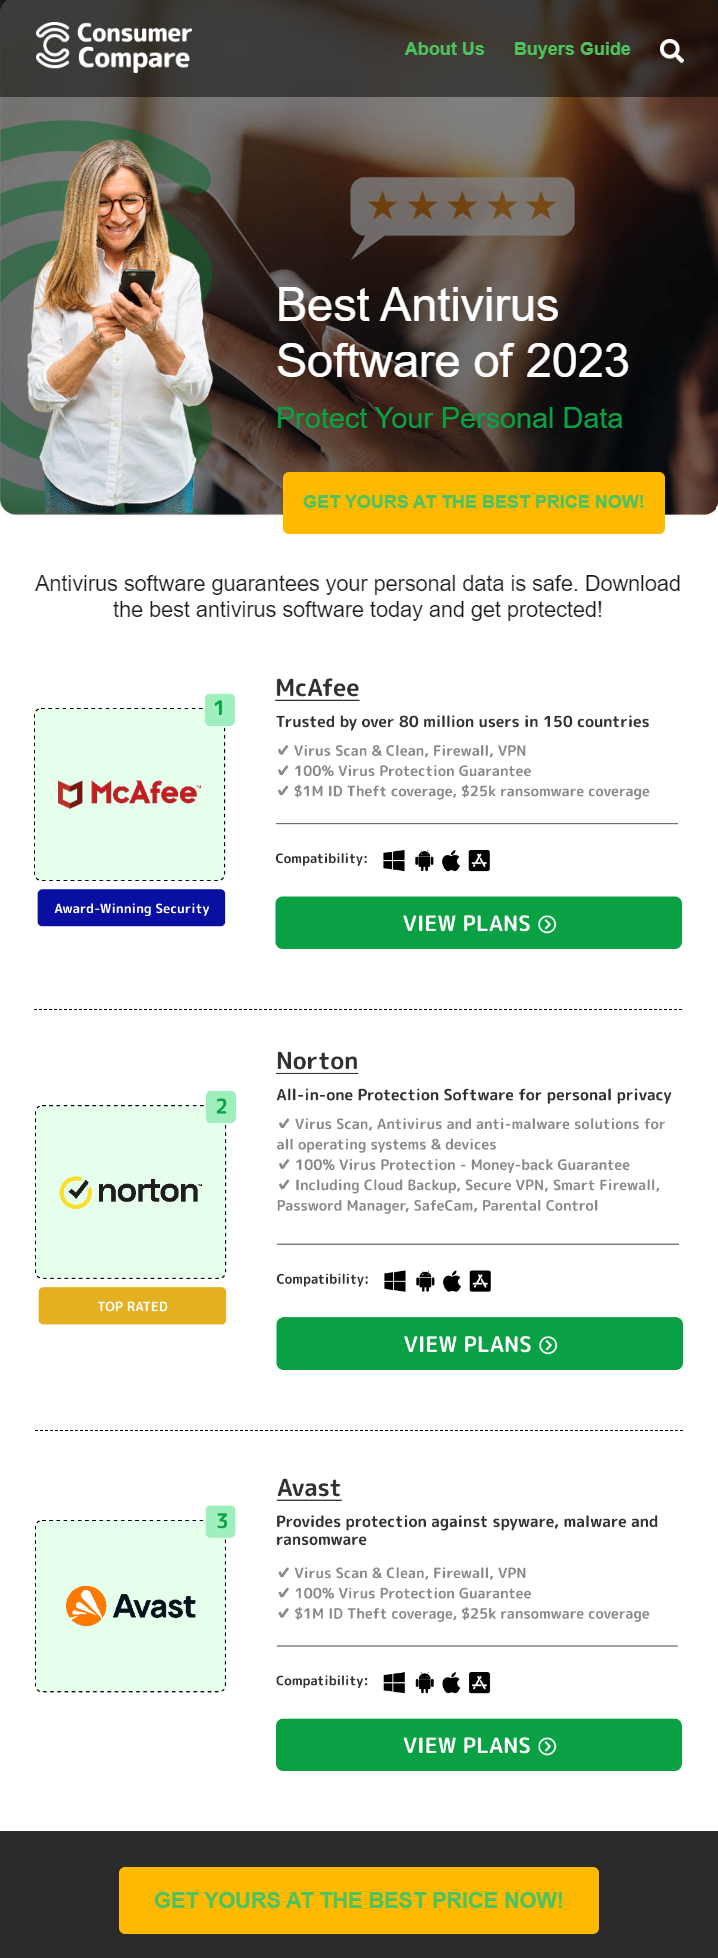 Consumer
Compare
About Us
Buyers Guide
Best Antivirus
Software of 2023
Protect Your Personal Data
GET YOURS AT THE BEST PRICE NOW!
Antivirus software guarantees your personal data is safe. Download
the best antivirus software today and get protected!
1
McAfee™
Award-Winning Security
McAfee
Trusted by over 80 million users in 150 countries
✓ Virus Scan & Clean, Firewall, VPN
✓ 100% Virus Protection Guarantee
✓ $1M ID Theft coverage, $25k ransomware coverage
Compatibility:
VIEW PLANS
2
norton™
TOP RATED
Norton
All-in-one Protection Software for personal privacy
✓ Virus Scan, Antivirus and anti-malware solutions for
all operating systems & devices
✓ 100% Virus Protection - Money-back Guarantee
✓ Including Cloud Backup, Secure VPN, Smart Firewall,
Password Manager, SafeCam, Parental Control
Compatibility:
VIEW PLANS
3
Avast
Avast
Provides protection against spyware, malware and
ransomware
✓ Virus Scan & Clean, Firewall, VPN
✓ 100% Virus Protection Guarantee
✓ $1M ID Theft coverage, $25k ransomware coverage
Compatibility:
VIEW PLANS
GET YOURS AT THE BEST PRICE NOW!